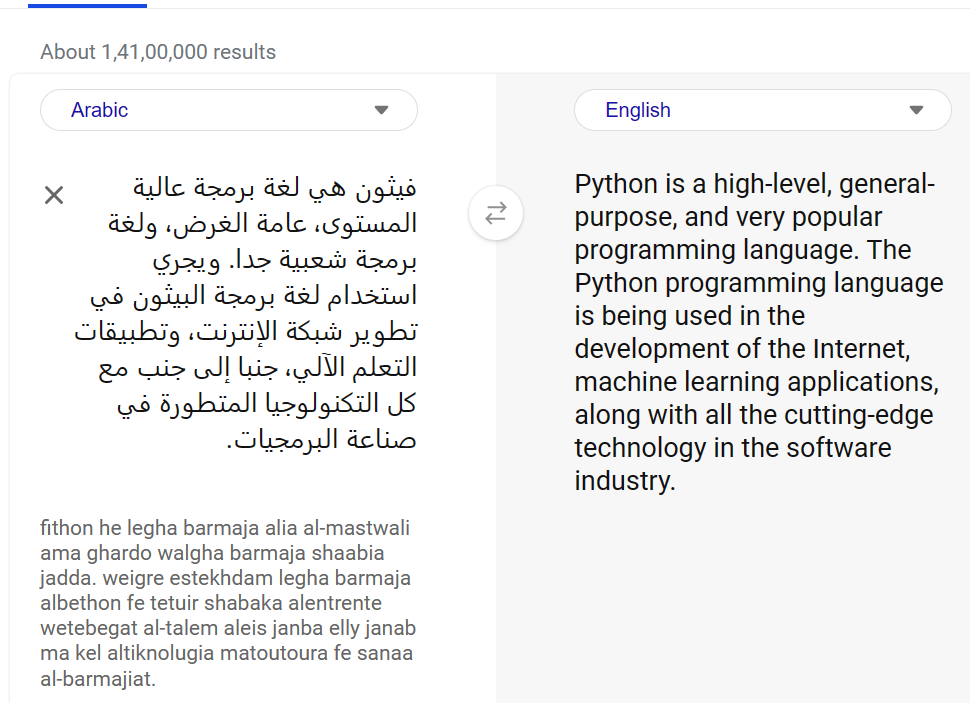 About 1,41,00,000 results
Arabic
فيثون هي لغة برمجة عالية
المستوى، عامة الغرض، ولغة
برمجة شعبية جدا. ويجري
استخدام لغة برمجة البيثون في
تطوير شبكة الإنترنت، وتطبيقات
التعلم الآلي، جنبا إلى جنب مع
كل التكنولوجيا المتطورة في
صناعة البرمجيات.
fithon he legha barmaja alia al-mastwali
ama ghardo walgha barmaja shaabia
jadda. weigre estekhdam legha barmaja
albethon fe tetuir shabaka alentrente
wetebegat al-talem aleis janba elly janab
ma kel altiknolugia matoutoura fe sanaa
al-barmajiat.
English
Python is a high-level, general-
purpose, and very popular
programming language. The
Python programming language
is being used in the
development of the Internet,
machine learning applications,
along with all the cutting-edge
technology in the software
industry.